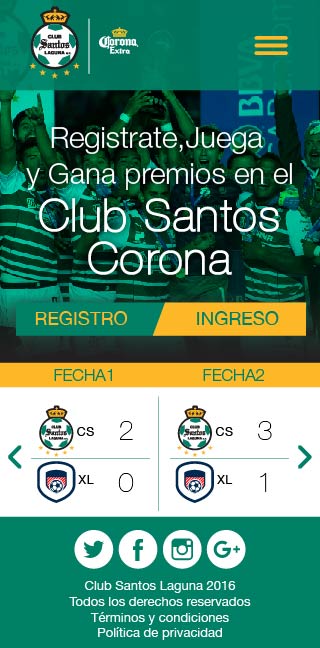 CLUB
Santos
LAGUNA
Corona
Extra
BBVA
Registrate,Juega
y Gana premios en el
Club Santos
Corona
REGISTRO INGRESO
FECHA1 FECHA2
CS 2 CS 3
XL 0 XL 1
Club Santos Laguna 2016
Todos los derechos reservados
Términos y condiciones
Política de privacidad